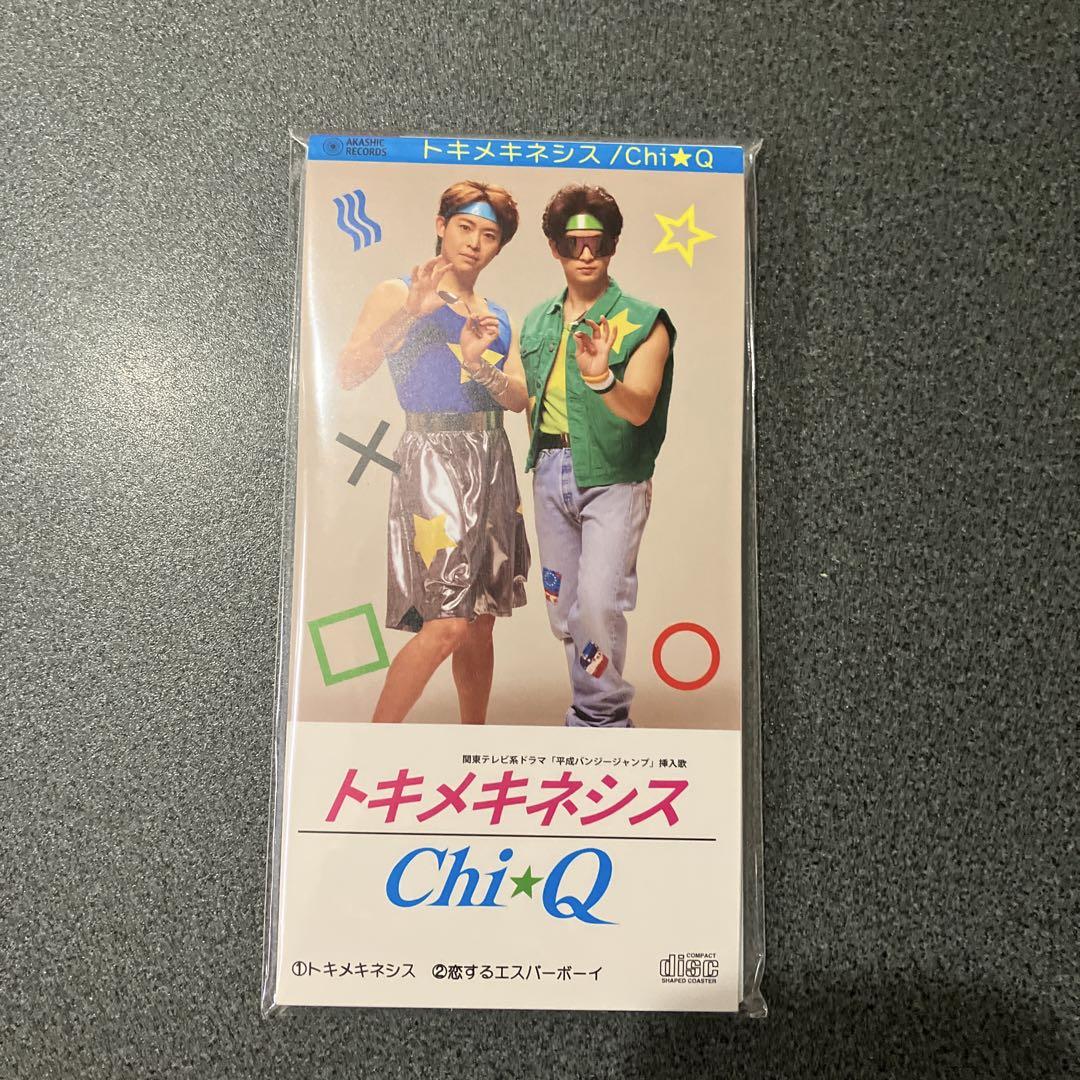 AKASHIC
RECORDS
トキメキネシス/Chi★Q
関東テレビ系ドラマ「平成バンジージャンプ」挿入歌
トキメキネシス
Chi★Q
①トキメキネシス ②恋するエスパーボーイ
COMPACT
disc
SHAPED COASTER